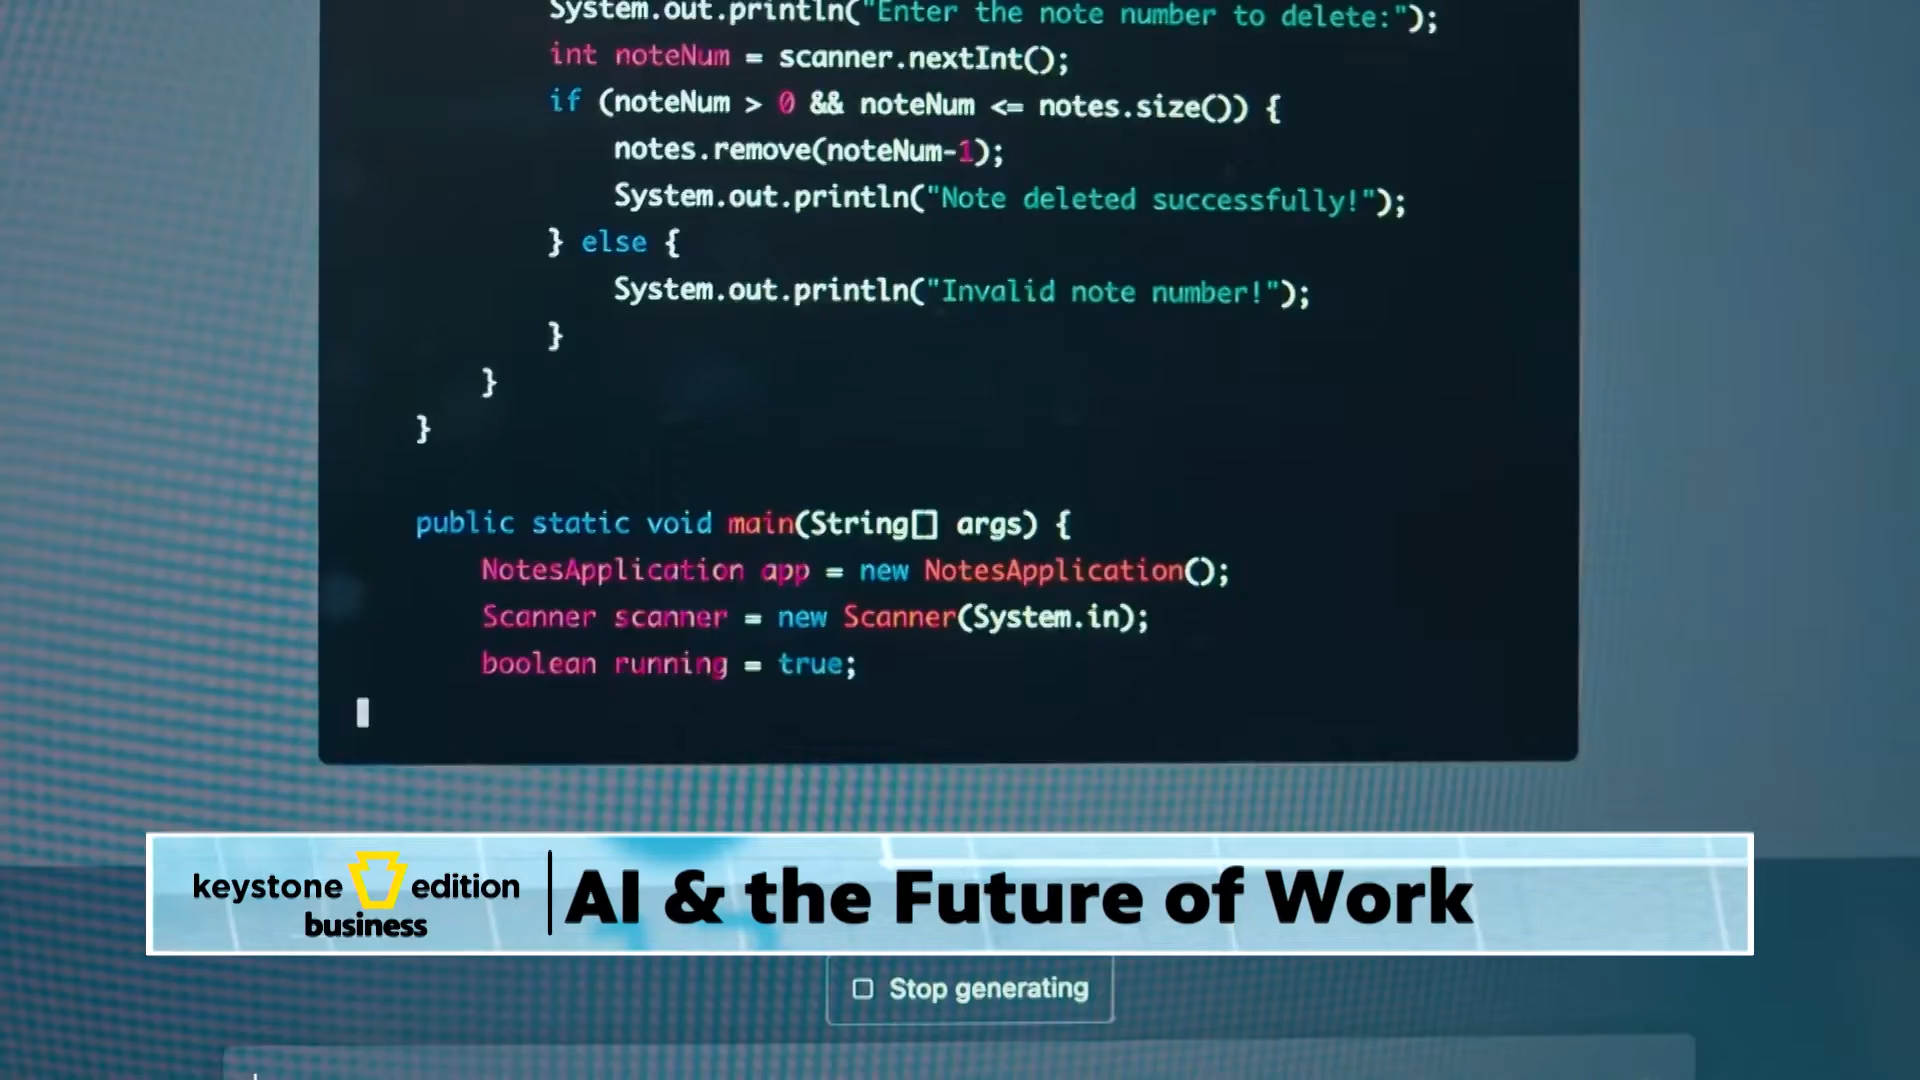 System.out.println("Enter the note number to delete:");
int noteNum = scanner.nextInt();
if (noteNum > 0 && noteNum <= notes.size()) {
notes.remove(noteNum-1);
System.out.println("Note deleted successfully!");
} else {
System.out.println("Invalid note number!");
}
}
}
public static void main(String[] args) {
NotesApplication app = new NotesApplication();
Scanner scanner = new Scanner(System.in);
boolean running = true;
keystone edition
business
AI & the Future of Work
Stop generating